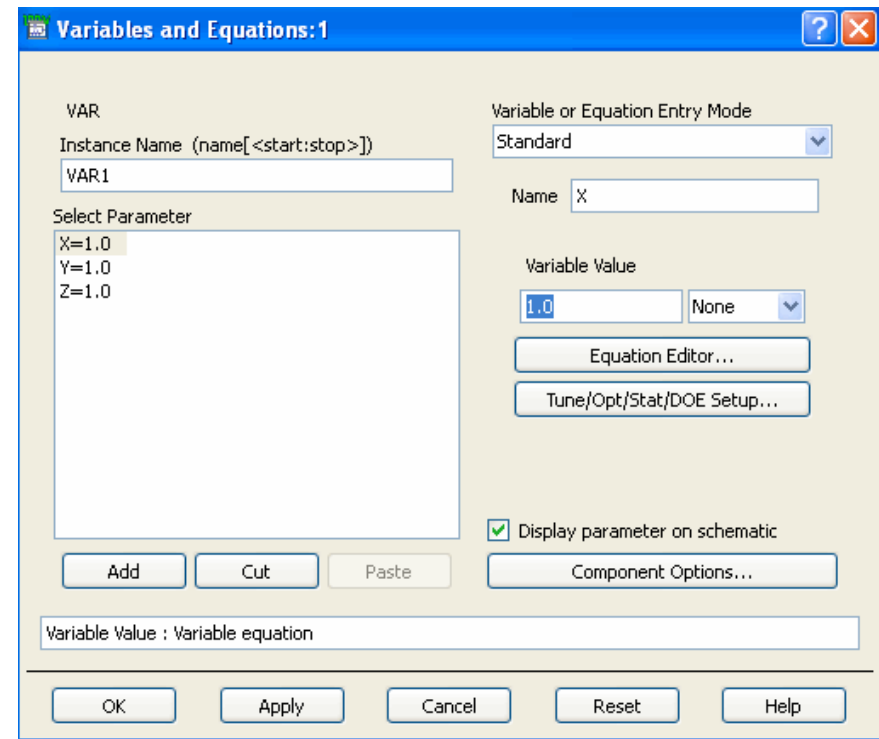 Variables and Equations:1
VAR
Instance Name (name[<start:stop>])
VAR1
Select Parameter
X=1.0
Y=1.0
Z=1.0
Add
Cut
Paste
Variable or Equation Entry Mode
Standard
Name
X
Variable Value
1.0
None
Equation Editor...
Tune/Opt/Stat/DOE Setup...
Display parameter on schematic
Component Options...
Variable Value : Variable equation
OK
Apply
Cancel
Reset
Help